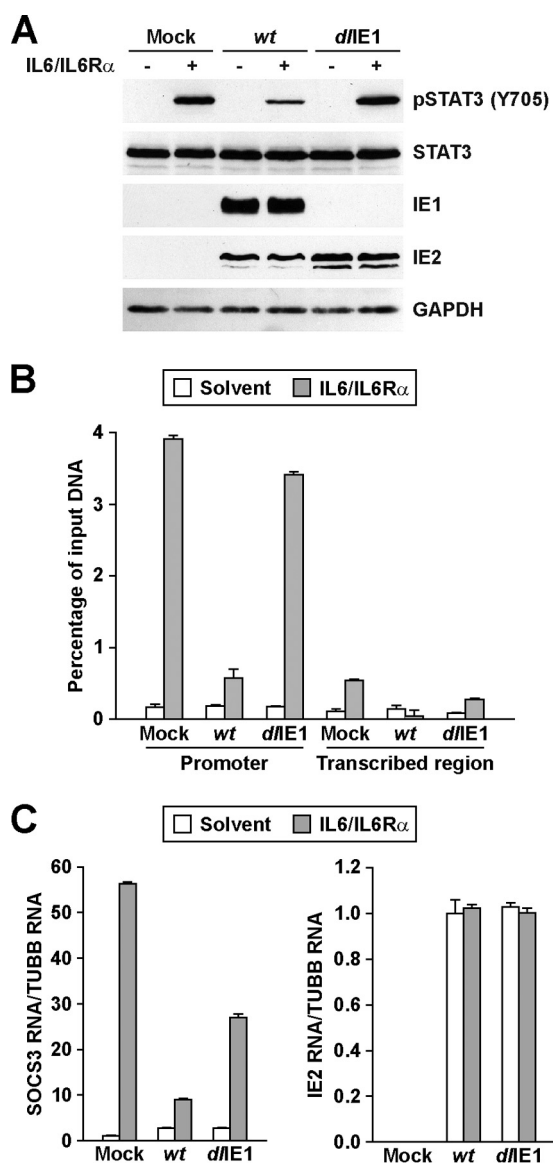 A
Mock wt dlIE1
IL6/IL6Rα - + - + - +
pSTAT3 (Y705)
STAT3
IE1
IE2
GAPDH
B
Solvent IL6/IL6Rα
Percentage of input DNA
4
3
2
1
0
Mock wt dlIE1 Mock wt dlIE1
Promoter Transcribed region
C
Solvent IL6/IL6Rα
SOCS3 RNA/TUBB RNA
60
50
40
30
20
10
0
Mock wt dlIE1
IE2 RNA/TUBB RNA
1.2
1.0
0.8
0.6
0.4
0.2
0.0
Mock wt dlIE1